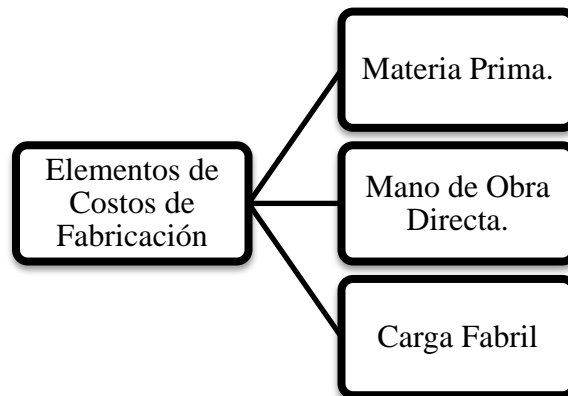 Elementos de
Costos de
Fabricación
Materia Prima.
Mano de Obra
Directa.
Carga Fabril